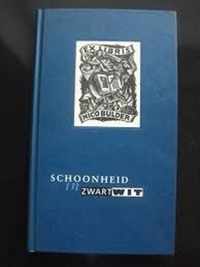 EX LIBRIS
NICO BULDER
SCHOONHEID
in
ZWART WIT